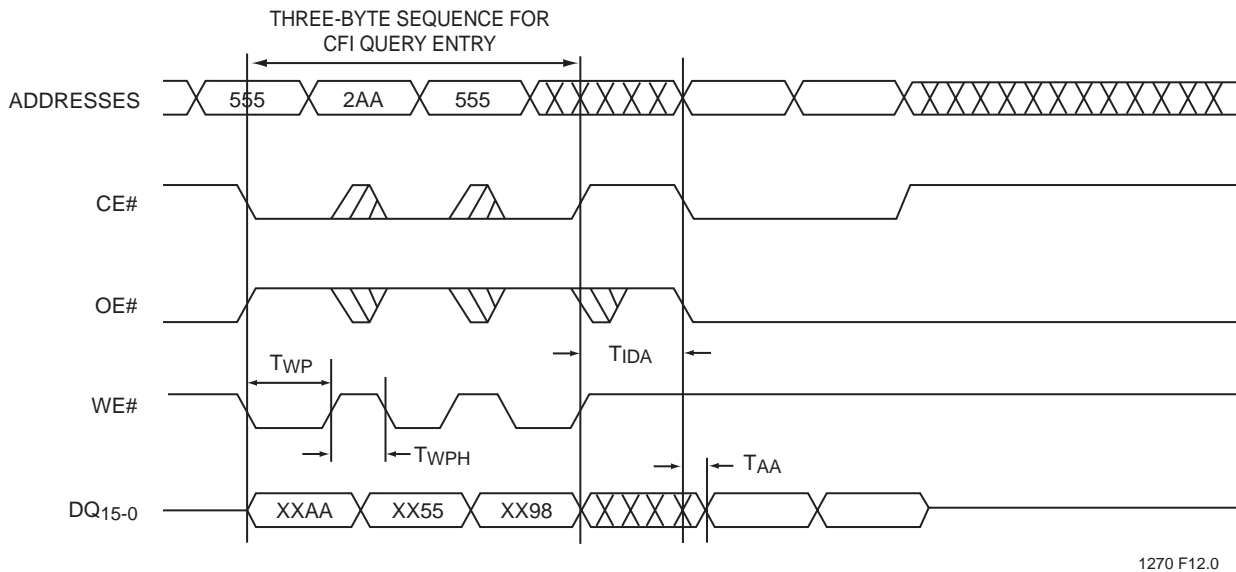 THREE-BYTE SEQUENCE FOR
CFI QUERY ENTRY
ADDRESSES
555
2AA
555
CE#
OE#
TIDA
TWP
WE#
TWPH
TAA
DQ15-0
XXAA
XX55
XX98
1270 F12.0